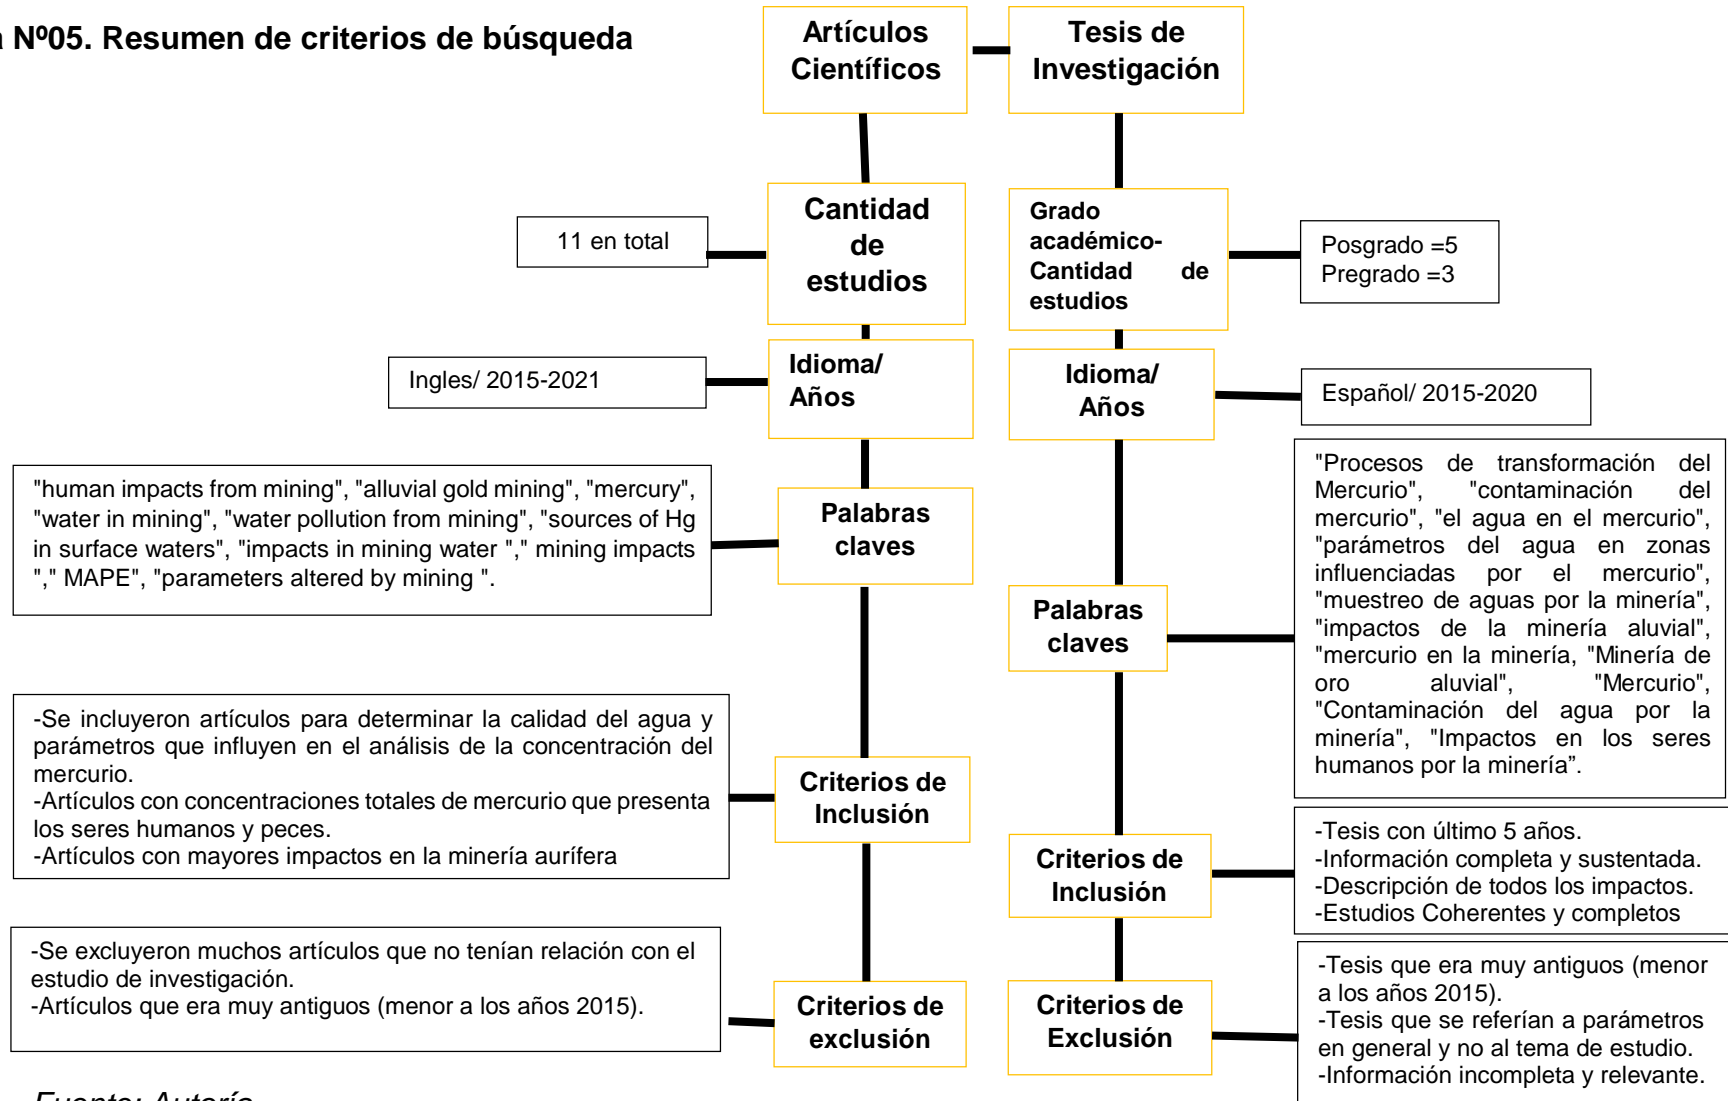 Nº05. Resumen de criterios de búsqueda
Artículos
Científicos
Tesis de
Investigación
11 en total
Cantidad
de
estudios
Grado
académico-
Cantidad de
estudios
Posgrado =5
Pregrado =3
Ingles/ 2015-2021
Idioma/
Años
Idioma/
Años
Español/ 2015-2020
"human impacts from mining", "alluvial gold mining", "mercury",
"water in mining", "water pollution from mining", "sources of Hg
in surface waters", "impacts in mining water "," mining impacts
"," MAPE", "parameters altered by mining ".
Palabras
claves
Palabras
claves
"Procesos de transformación del
Mercurio", "contaminación del
mercurio", "el agua en el mercurio",
"parámetros del agua en zonas
influenciadas por el mercurio",
"muestreo de aguas por la minería",
"impactos de la minería aluvial",
"mercurio en la minería, "Minería de
oro aluvial", "Mercurio",
"Contaminación del agua por la
minería", "Impactos en los seres
humanos por la minería”.
-Se incluyeron artículos para determinar la calidad del agua y
parámetros que influyen en el análisis de la concentración del
mercurio.
-Artículos con concentraciones totales de mercurio que presenta
los seres humanos y peces.
-Artículos con mayores impactos en la minería aurífera
Criterios de
Inclusión
Criterios de
Inclusión
-Tesis con último 5 años.
-Información completa y sustentada.
-Descripción de todos los impactos.
-Estudios Coherentes y completos
-Se excluyeron muchos artículos que no tenían relación con el
estudio de investigación.
-Artículos que era muy antiguos (menor a los años 2015).
Criterios de
exclusión
Criterios de
Exclusión
-Tesis que era muy antiguos (menor
a los años 2015).
-Tesis que se referían a parámetros
en general y no al tema de estudio.
-Información incompleta y relevante.
Fuente: Autoría